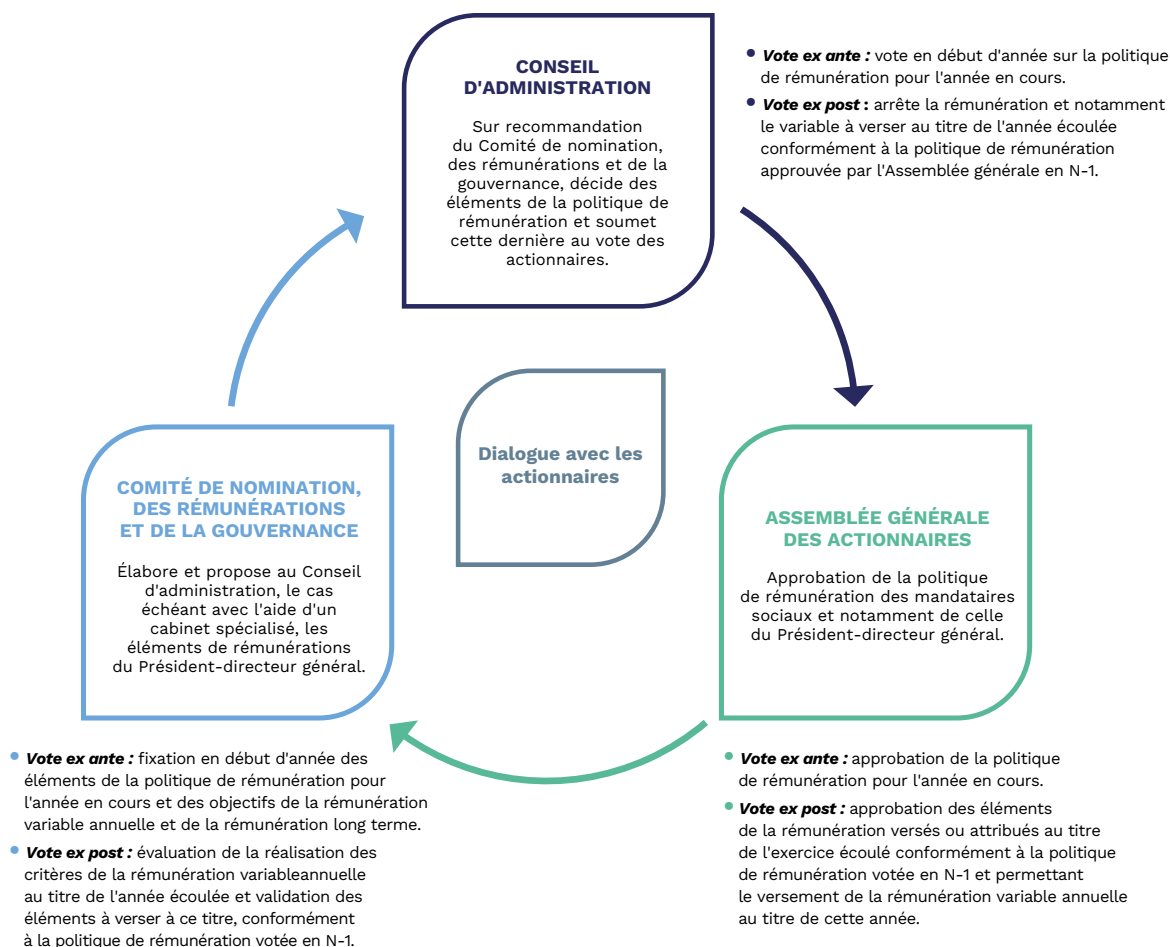 CONSEIL
D'ADMINISTRATION
Sur recommandation
du Comité de nomination,
des rémunérations et de la
gouvernance, décide des
éléments de la politique de
rémunération et soumet
cette dernière au vote des
actionnaires.
• Vote ex ante : vote en début d'année sur la politique
de rémunération pour l'année en cours.
• Vote ex post : arrête la rémunération et notamment
le variable à verser au titre de l'année écoulée
conformément à la politique de rémunération
approuvée par l'Assemblée générale en N-1.
Dialogue avec les
actionnaires
COMITÉ DE NOMINATION,
DES RÉMUNÉRATIONS
ET DE LA GOUVERNANCE
Élabore et propose au Conseil
d'administration, le cas
échéant avec l'aide d'un
cabinet spécialisé, les
éléments de rémunérations
du Président-directeur général.
• Vote ex ante : fixation en début d'année des
éléments de la politique de rémunération pour
l'année en cours et des objectifs de la rémunération
variable annuelle et de la rémunération long terme.
• Vote ex post : évaluation de la réalisation des
critères de la rémunération variableannuelle
au titre de l'année écoulée et validation des
éléments à verser à ce titre, conformément
à la politique de rémunération votée en N-1.
ASSEMBLÉE GÉNÉRALE
DES ACTIONNAIRES
Approbation de la politique
de rémunération des mandataires
sociaux et notamment de celle
du Président-directeur général.
• Vote ex ante : approbation de la politique
de rémunération pour l'année en cours.
• Vote ex post : approbation des éléments
de la rémunération versés ou attribués au titre
de l'exercice écoulé conformément à la politique
de rémunération votée en N-1 et permettant
le versement de la rémunération variable annuelle
au titre de cette année.